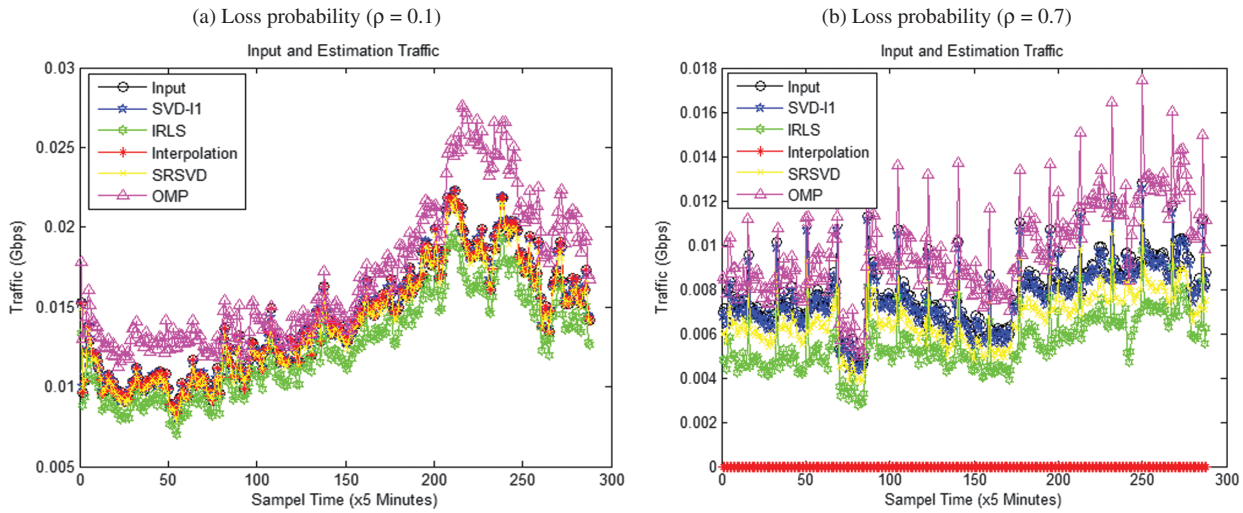 (a) Loss probability (ρ = 0.1)
Input and Estimation Traffic
0.03
0.025
0.02
0.015
0.01
0.005
Traffic (Gbps)
Input
SVD-l1
IRLS
Interpolation
SRSVD
OMP
0 50 100 150 200 250 300
Sampel Time (x5 Minutes)
(b) Loss probability (ρ = 0.7)
Input and Estimation Traffic
0.018
0.016
0.014
0.012
0.01
0.008
0.006
0.004
0.002
0
Traffic (Gbps)
Input
SVD-l1
IRLS
Interpolation
SRSVD
OMP
0 50 100 150 200 250 300
Sampel Time (x5 Minutes)